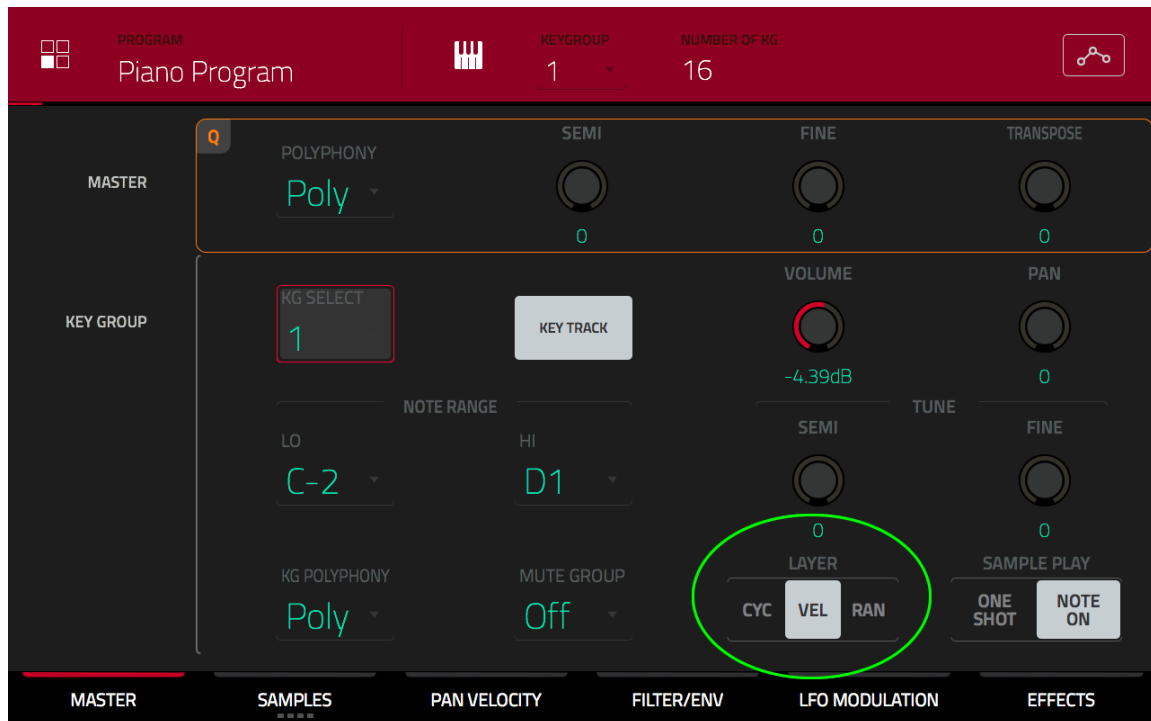 PROGRAM KEYGROUP NUMBER OF KG
Piano Program 1 16
Q
SEMI FINE TRANSPOSE
POLYPHONY
MASTER
Poly
0 0 0
VOLUME PAN
KG SELECT
KEY GROUP
1 KEY TRACK
-4.39dB 0
NOTE RANGE TUNE
SEMI FINE
LO HI
C-2 D1
0 0
LAYER SAMPLE PLAY
KG POLYPHONY MUTE GROUP
Poly Off CYC VEL RAN ONE SHOT NOTE ON
MASTER SAMPLES PAN VELOCITY FILTER/ENV LFO MODULATION EFFECTS